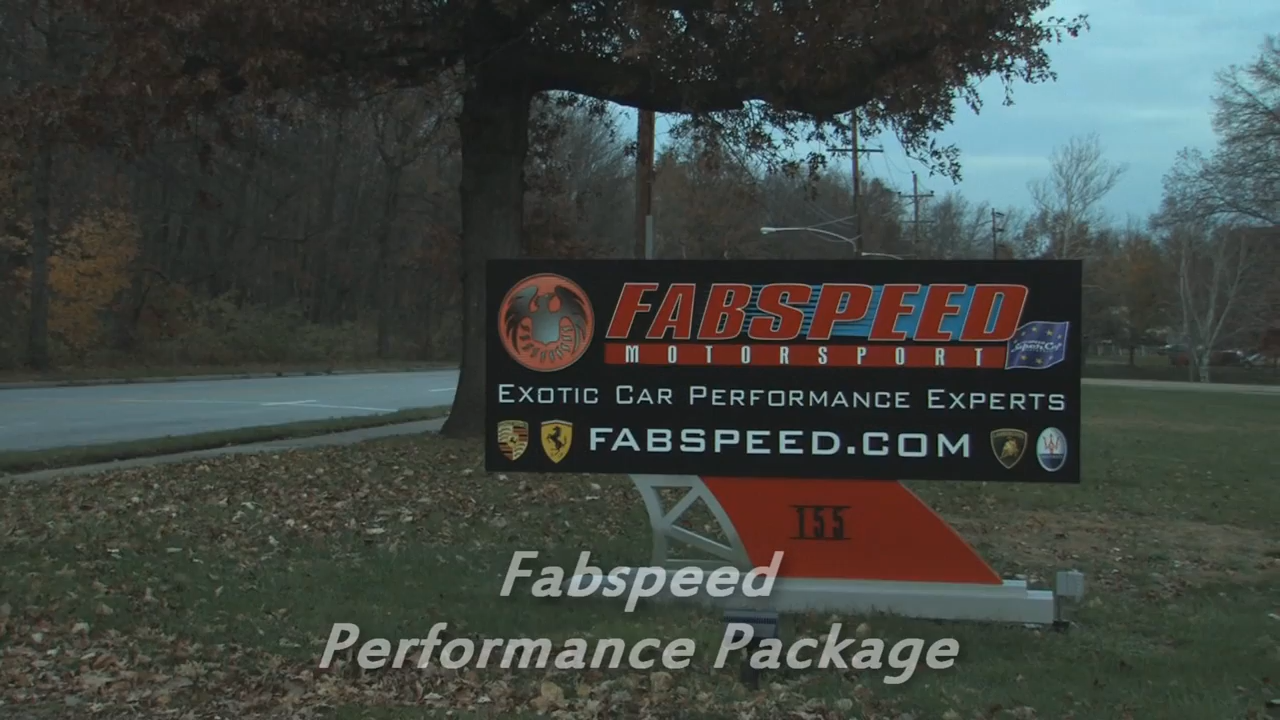 FABSPEED
MOTORSPORT
EXOTIC CAR PERFORMANCE EXPERTS
FABSPEED.COM
155
Fabspeed
Performance Package